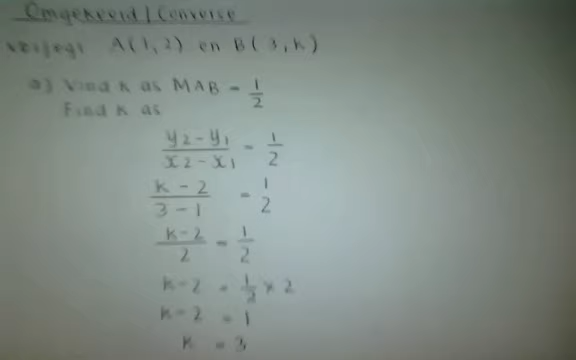 Omgekeerd / Converse
A(1,2) en B(3,k)
a) Vind k as MAB = 1/2
Find k as
y2 - y1 / x2 - x1 = 1/2
k - 2 / 3 - 1 = 1/2
k - 2 / 2 = 1/2
k - 2 = 1/2 × 2
k - 2 = 1
k = 3